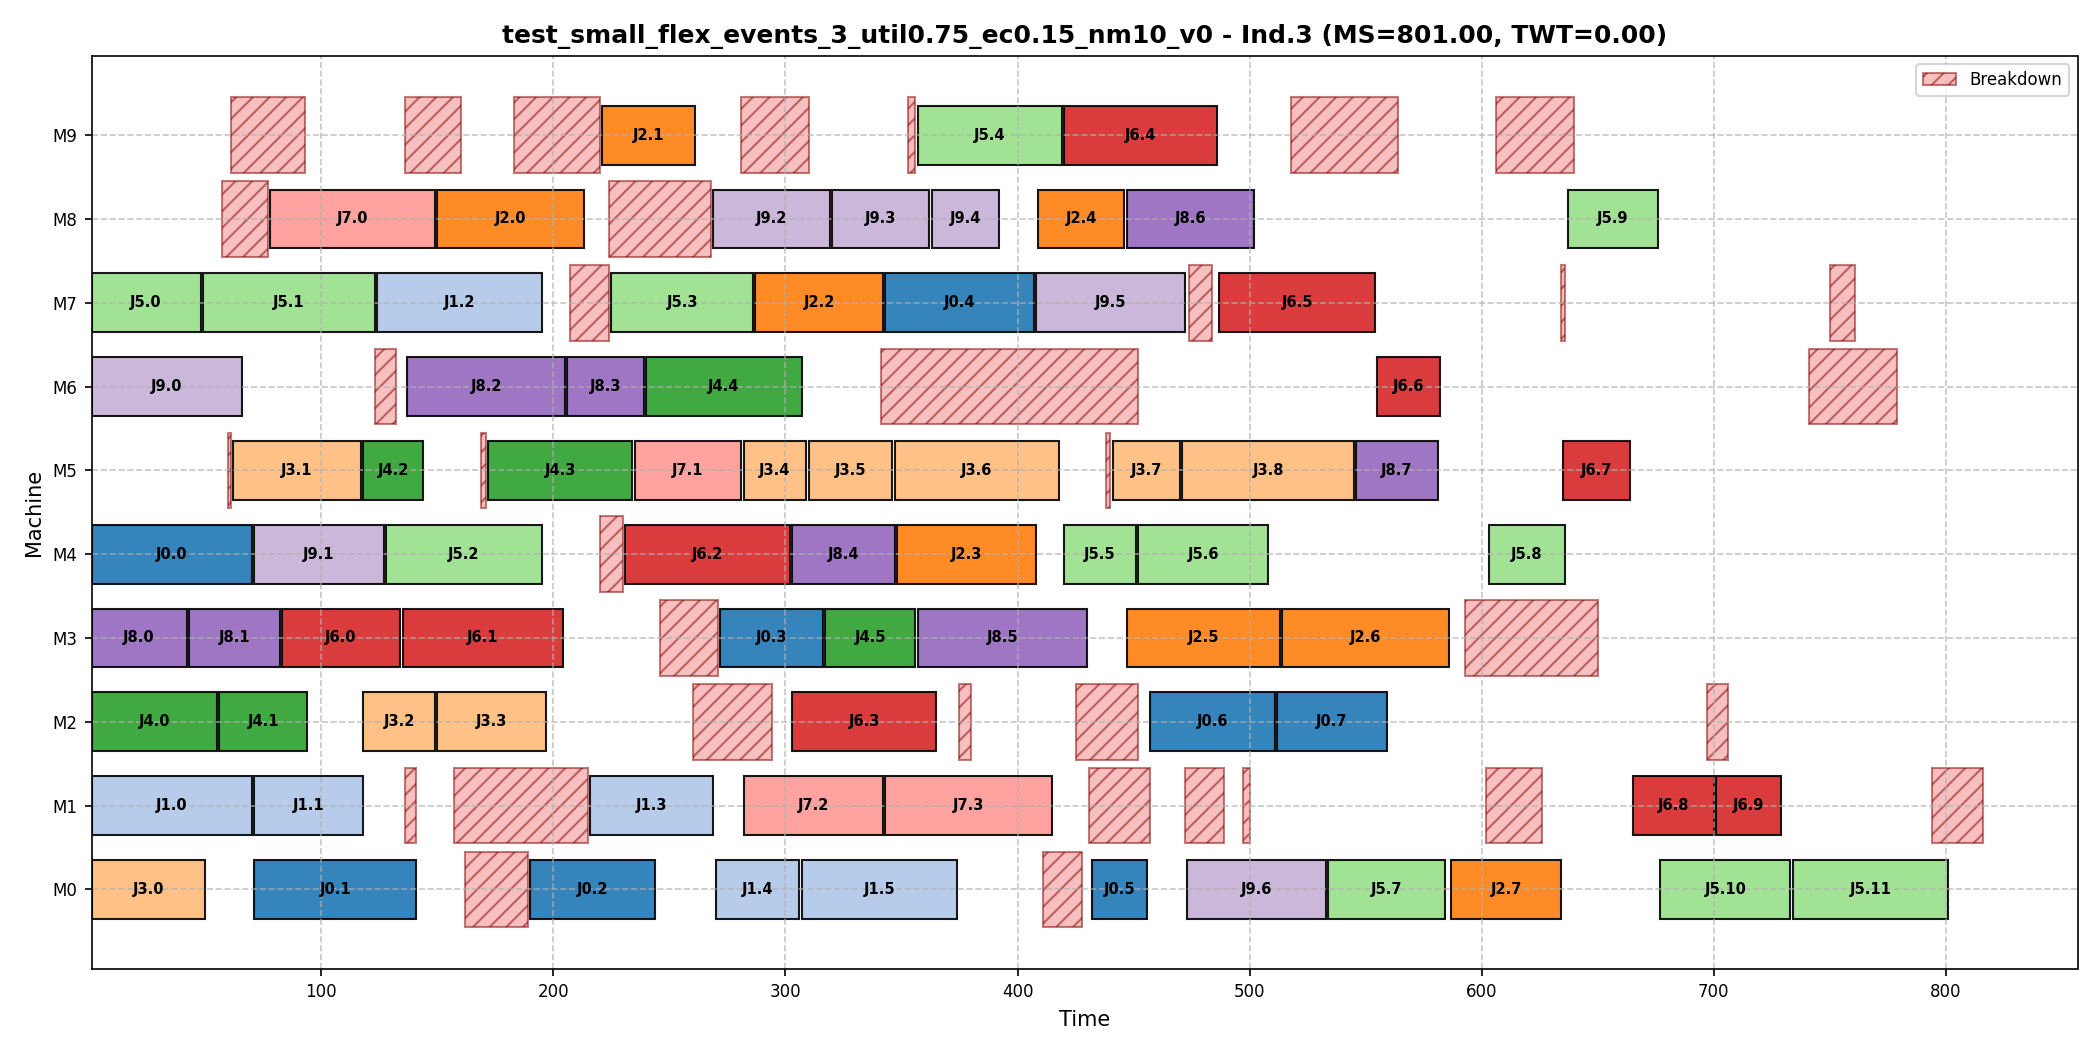 test_small_flex_events_3_util0.75_ec0.15_nm10_v0 - Ind.3 (MS=801.00, TWT=0.00)
Breakdown
M9 J2.1 J5.4 J6.4
M8 J7.0 J2.0 J9.2 J9.3 J9.4 J2.4 J8.6 J5.9
M7 J5.0 J5.1 J1.2 J5.3 J2.2 J0.4 J9.5 J6.5
M6 J9.0 J8.2 J8.3 J4.4 J6.6
M5 J3.1 J4.2 J4.3 J7.1 J3.4 J3.5 J3.6 J3.7 J3.8 J8.7 J6.7
M4 J0.0 J9.1 J5.2 J6.2 J8.4 J2.3 J5.5 J5.6 J5.8
M3 J8.0 J8.1 J6.0 J6.1 J0.3 J4.5 J8.5 J2.5 J2.6
M2 J4.0 J4.1 J3.2 J3.3 J6.3 J0.6 J0.7
M1 J1.0 J1.1 J1.3 J7.2 J7.3 J6.8 J6.9
M0 J3.0 J0.1 J0.2 J1.4 J1.5 J0.5 J9.6 J5.7 J2.7 J5.10 J5.11
Machine
100 200 300 400 500 600 700 800
Time